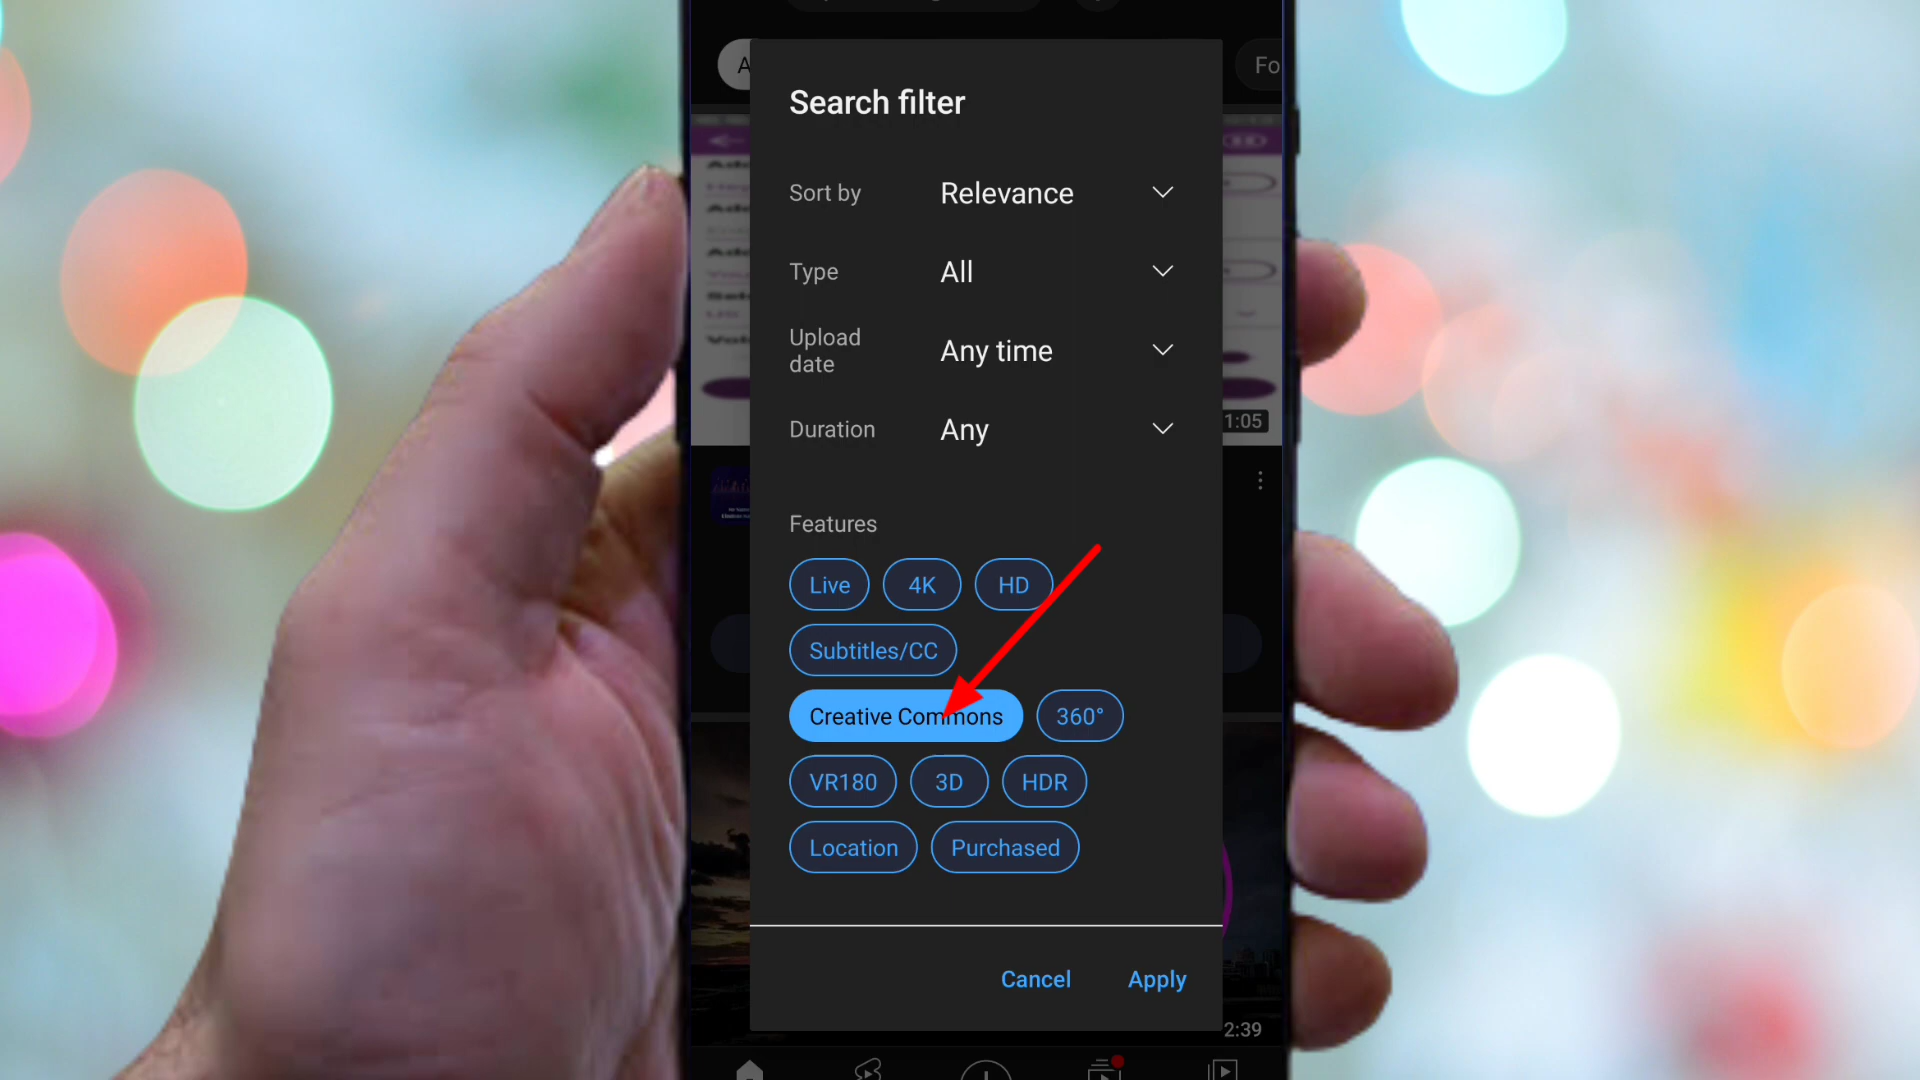 A
Fo
Search filter
Sort by Relevance
Type All
Upload date Any time
Duration Any
1:05
Features
Live 4K HD
Subtitles/CC
Creative Commons 360°
VR180 3D HDR
Location Purchased
Cancel Apply
2:39